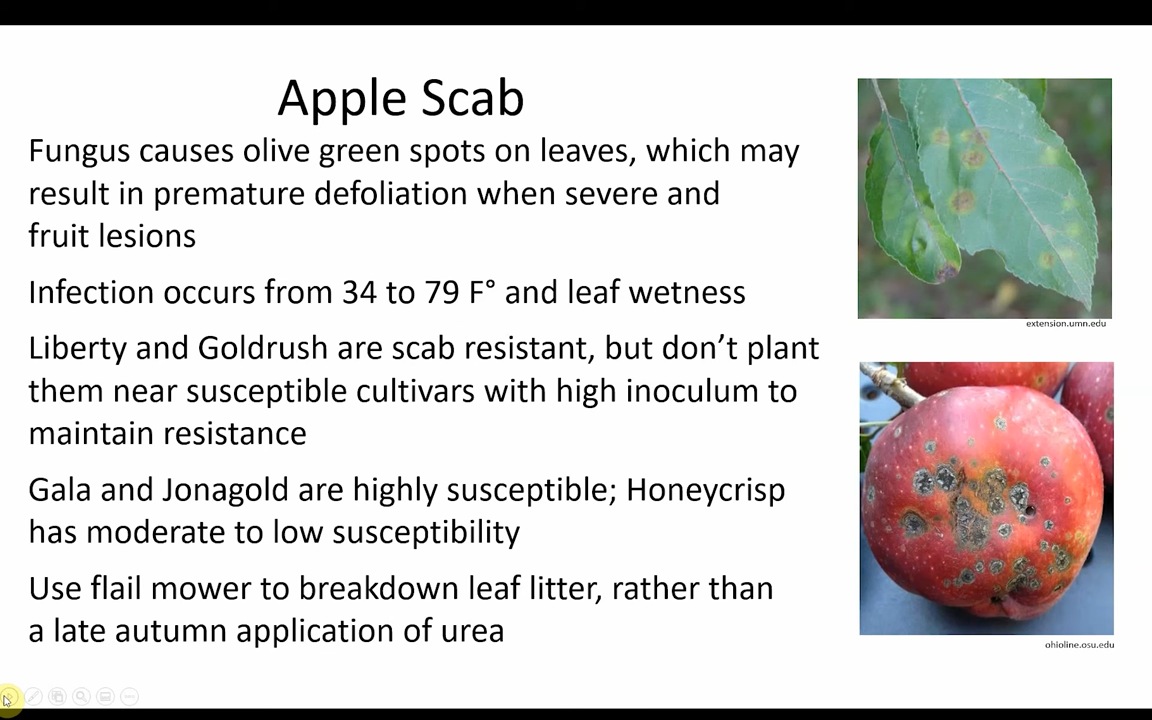 Apple Scab
Fungus causes olive green spots on leaves, which may
result in premature defoliation when severe and
fruit lesions
Infection occurs from 34 to 79 F° and leaf wetness
Liberty and Goldrush are scab resistant, but don’t plant
them near susceptible cultivars with high inoculum to
maintain resistance
Gala and Jonagold are highly susceptible; Honeycrisp
has moderate to low susceptibility
Use flail mower to breakdown leaf litter, rather than
a late autumn application of urea
extension.umn.edu
ohioline.osu.edu